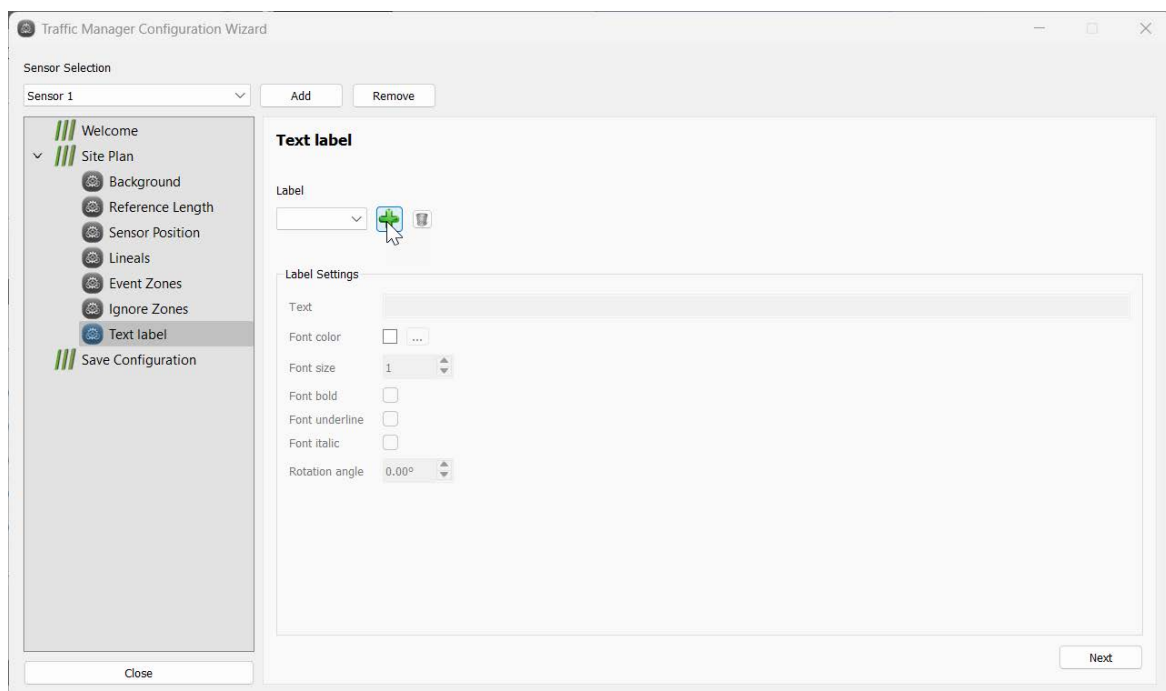 Traffic Manager Configuration Wizard
Sensor Selection
Sensor 1
Add
Remove
Welcome
Site Plan
Background
Reference Length
Sensor Position
Lineals
Event Zones
Ignore Zones
Text label
Save Configuration
Close
Text label
Label
Label Settings
Text
Font color
...
Font size
1
Font bold
Font underline
Font italic
Rotation angle
0.00°
Next